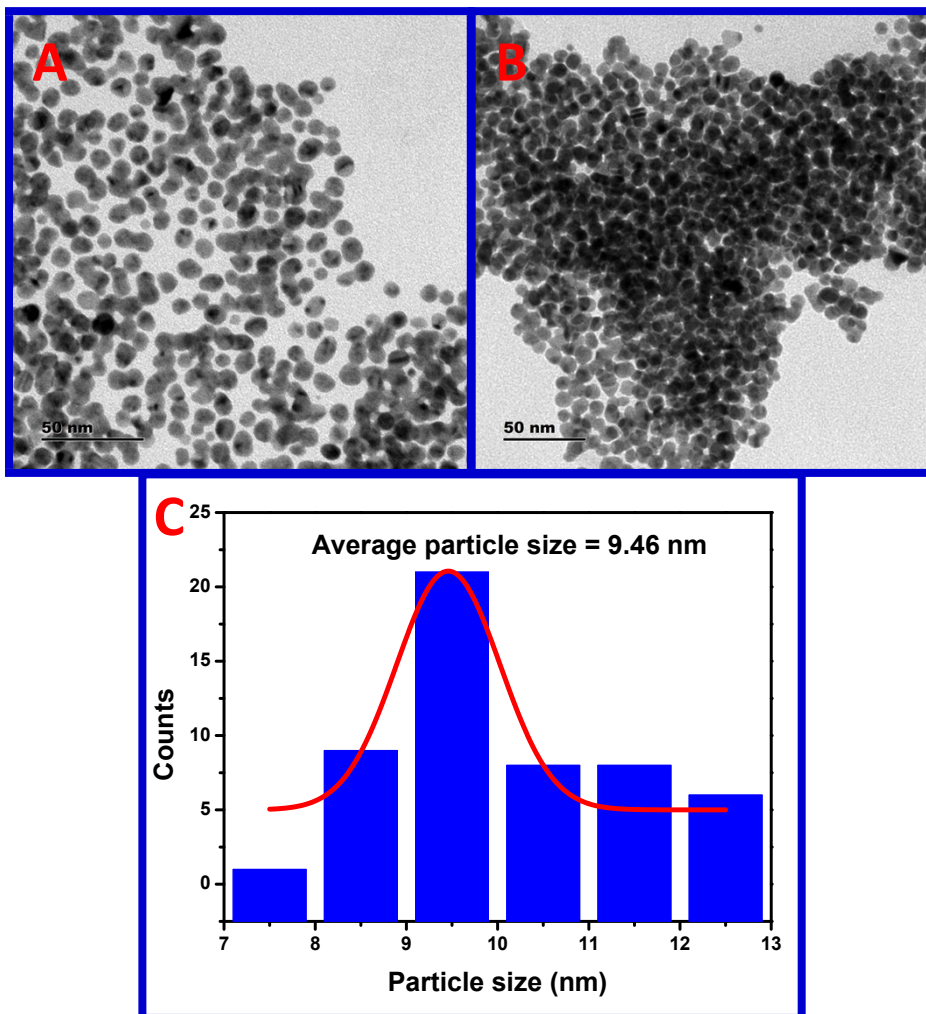 A
B
50 nm
50 nm
C
Average particle size = 9.46 nm
25
20
15
10
5
0
Counts
7 8 9 10 11 12 13
Particle size (nm)